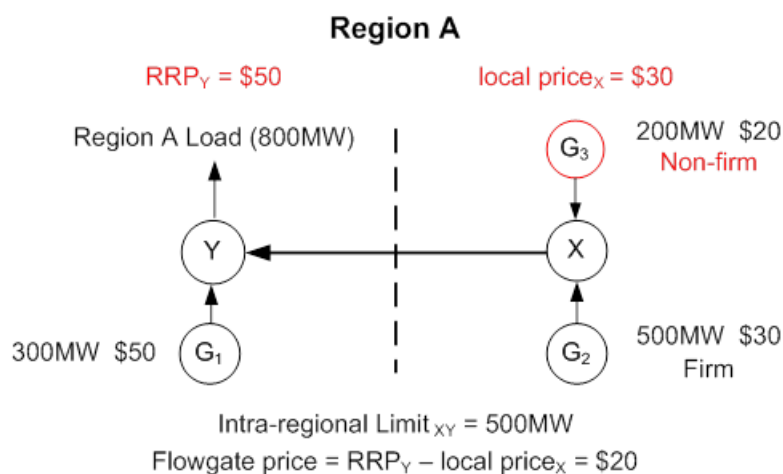 Region A
RRPY = $50
local priceX = $30
Region A Load (800MW)
G3
200MW $20
Non-firm
Y
X
300MW $50
G1
G2
500MW $30
Firm
Intra-regional Limit XY = 500MW
Flowgate price = RRPY – local priceX = $20